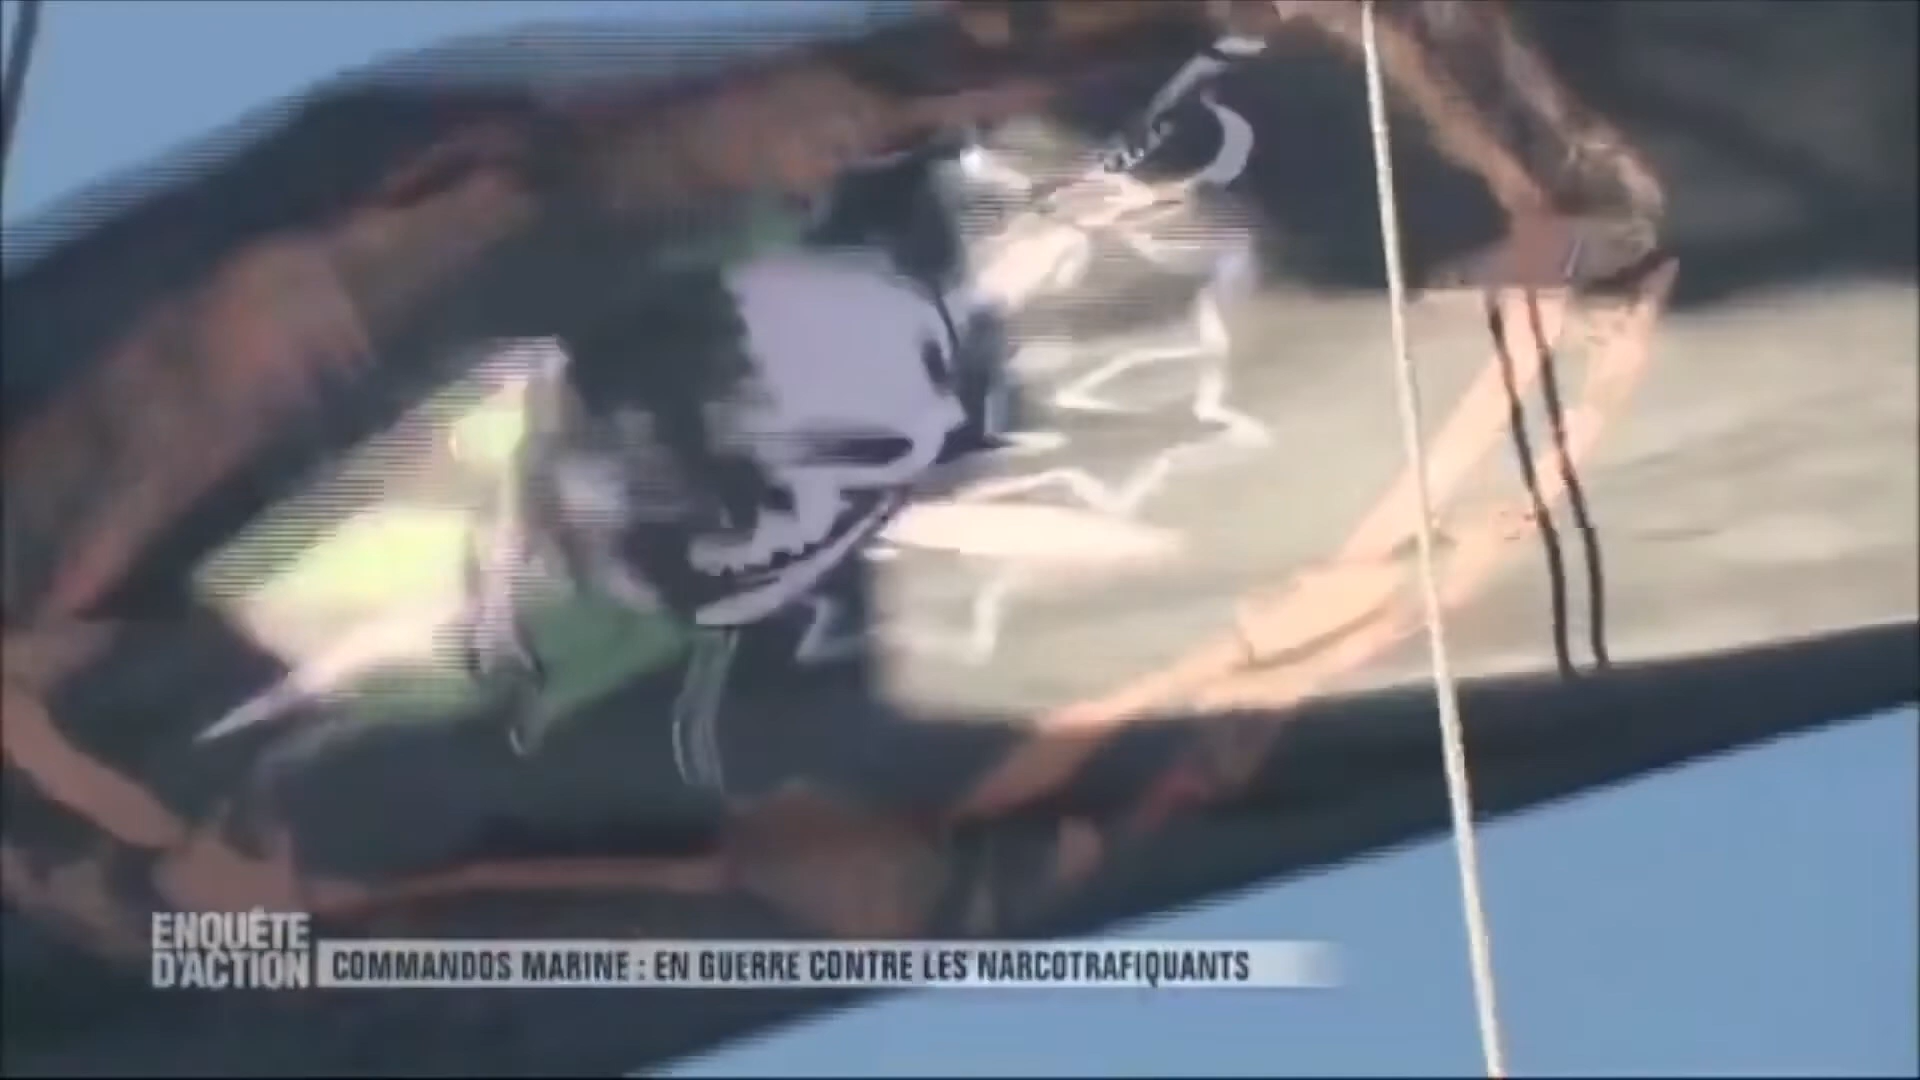 ENQUÊTE
D'ACTION
COMMANDOS MARINE : EN GUERRE CONTRE LES NARCOTRAFIQUANTS